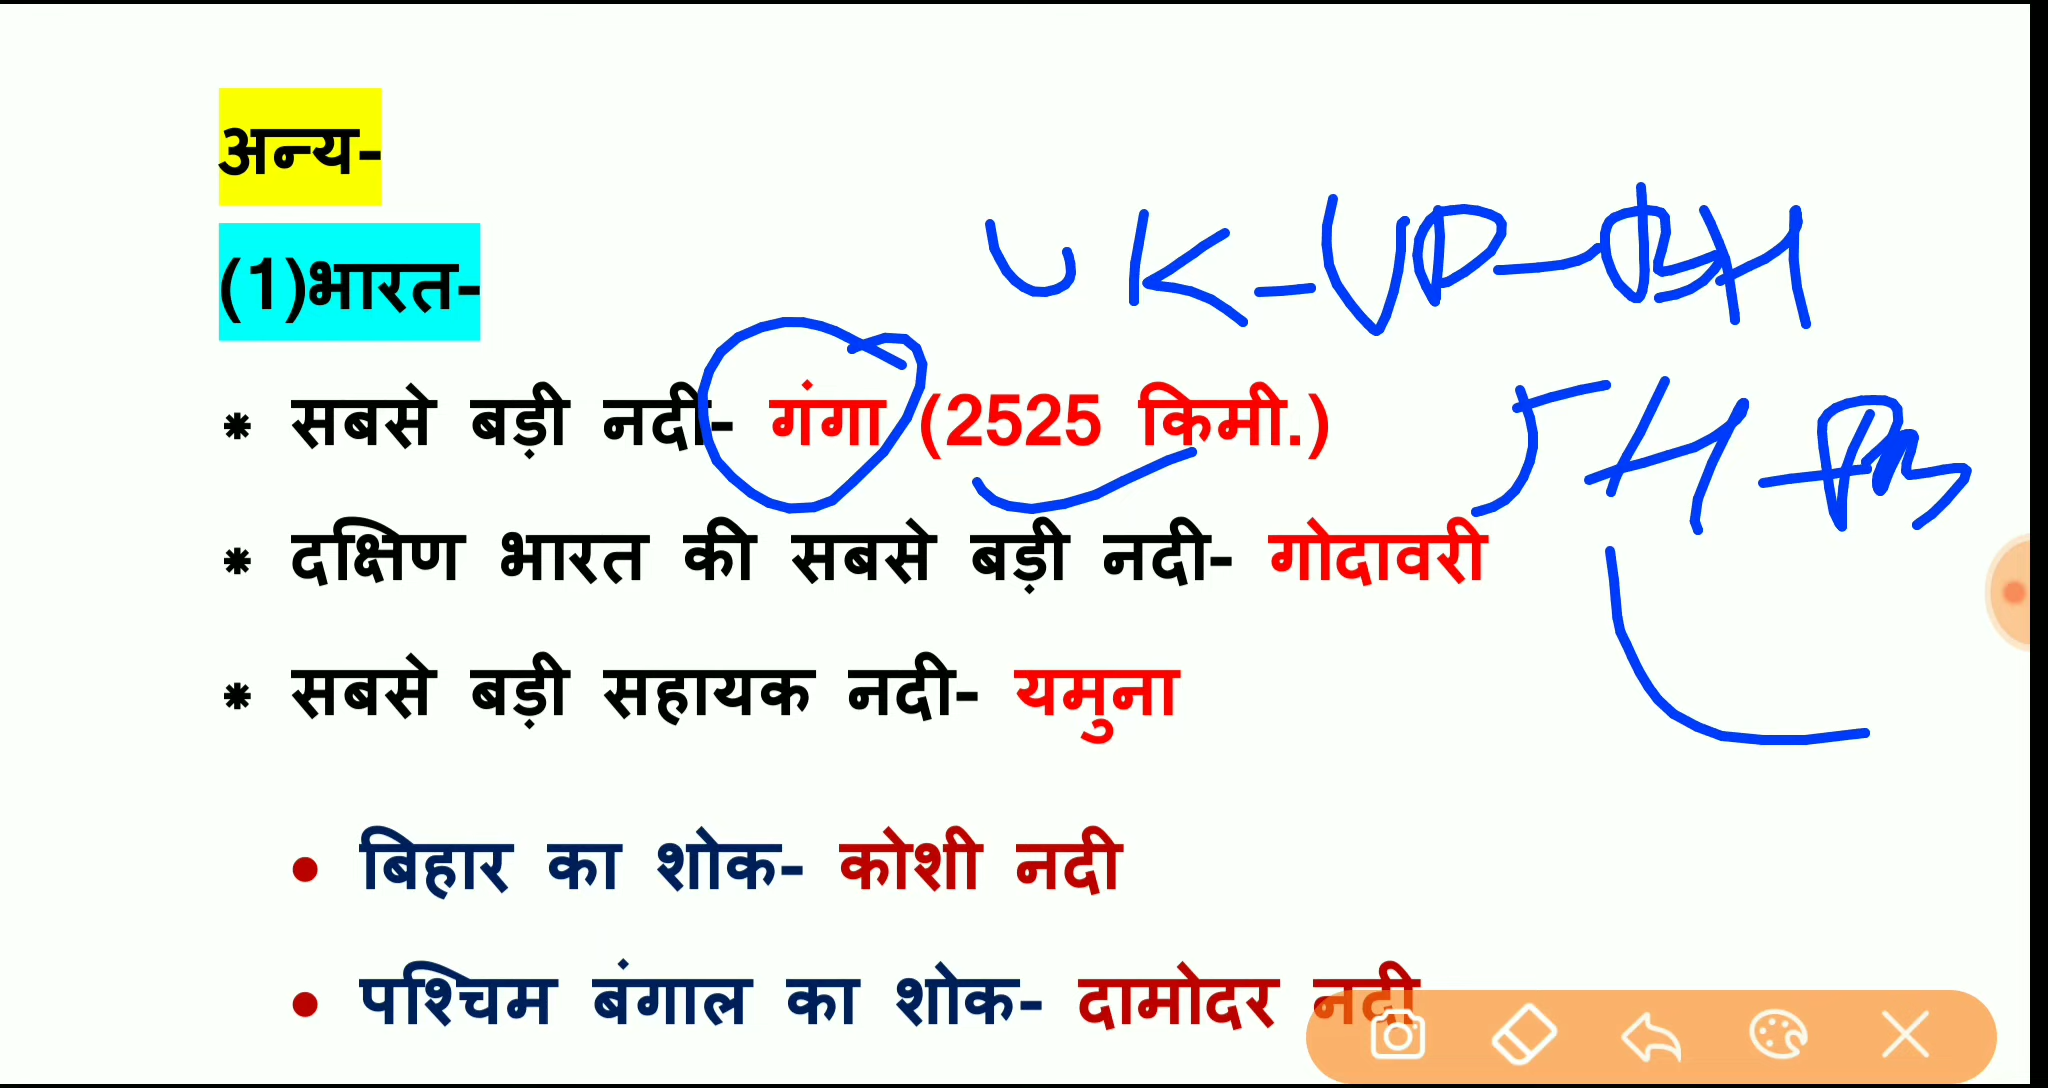 अन्य-
(1)भारत-
UK-UP-BH
* सबसे बड़ी नदी- गंगा (2525 किमी.)
JH-
* दक्षिण भारत की सबसे बड़ी नदी- गोदावरी
* सबसे बड़ी सहायक नदी- यमुना
• बिहार का शोक- कोशी नदी
• पश्चिम बंगाल का शोक- दामोदर नदी